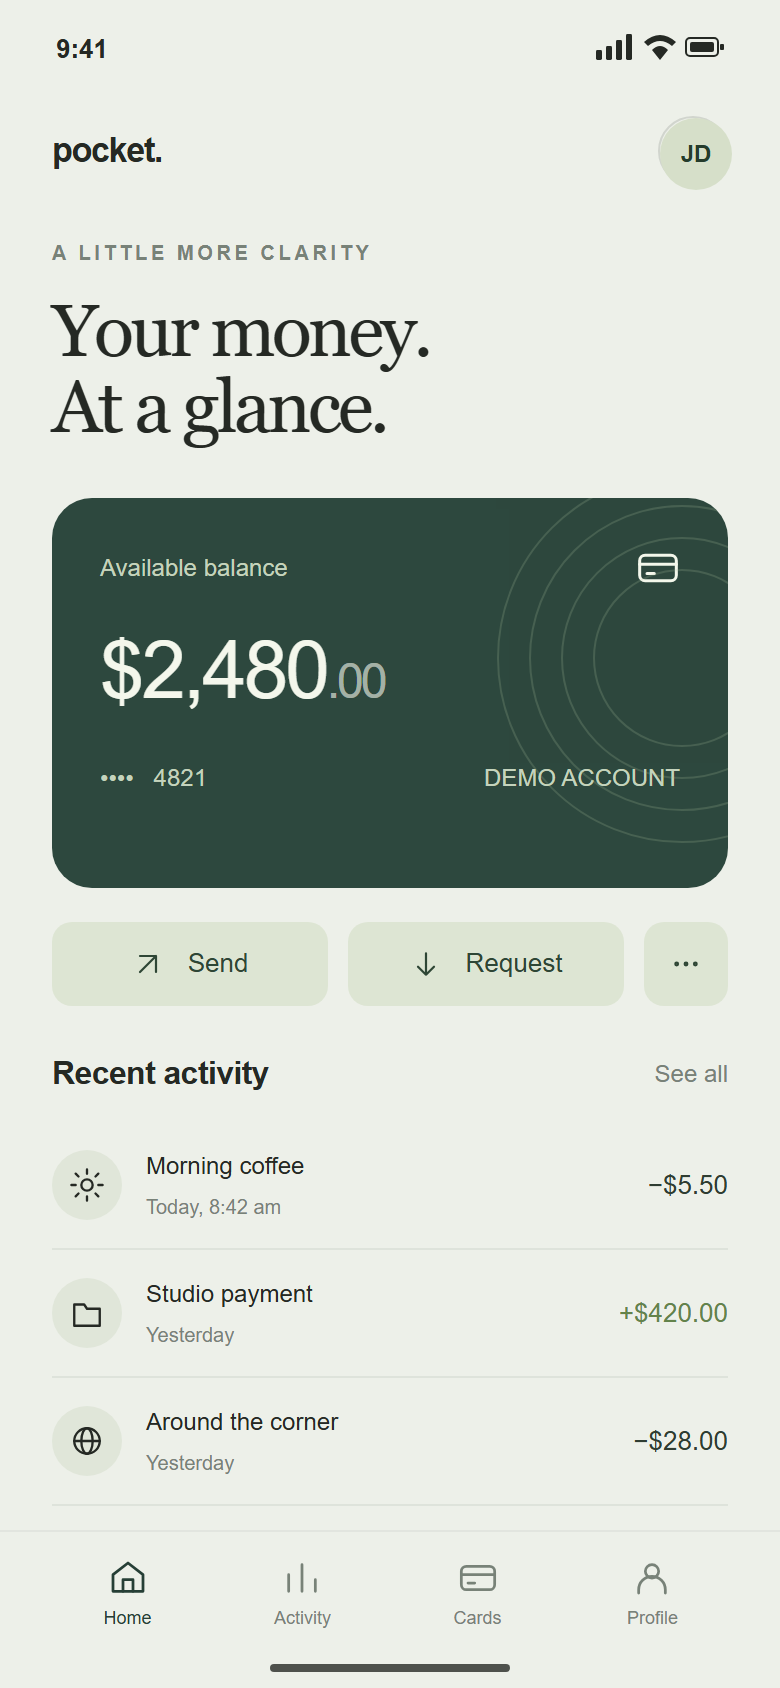 9:41
pocket.
JD
A LITTLE MORE CLARITY
Your money.
At a glance.
Available balance
$2,480.00
•••• 4821
DEMO ACCOUNT
Send
Request
Recent activity
See all
Morning coffee
Today, 8:42 am
−$5.50
Studio payment
Yesterday
+$420.00
Around the corner
Yesterday
−$28.00
Home
Activity
Cards
Profile